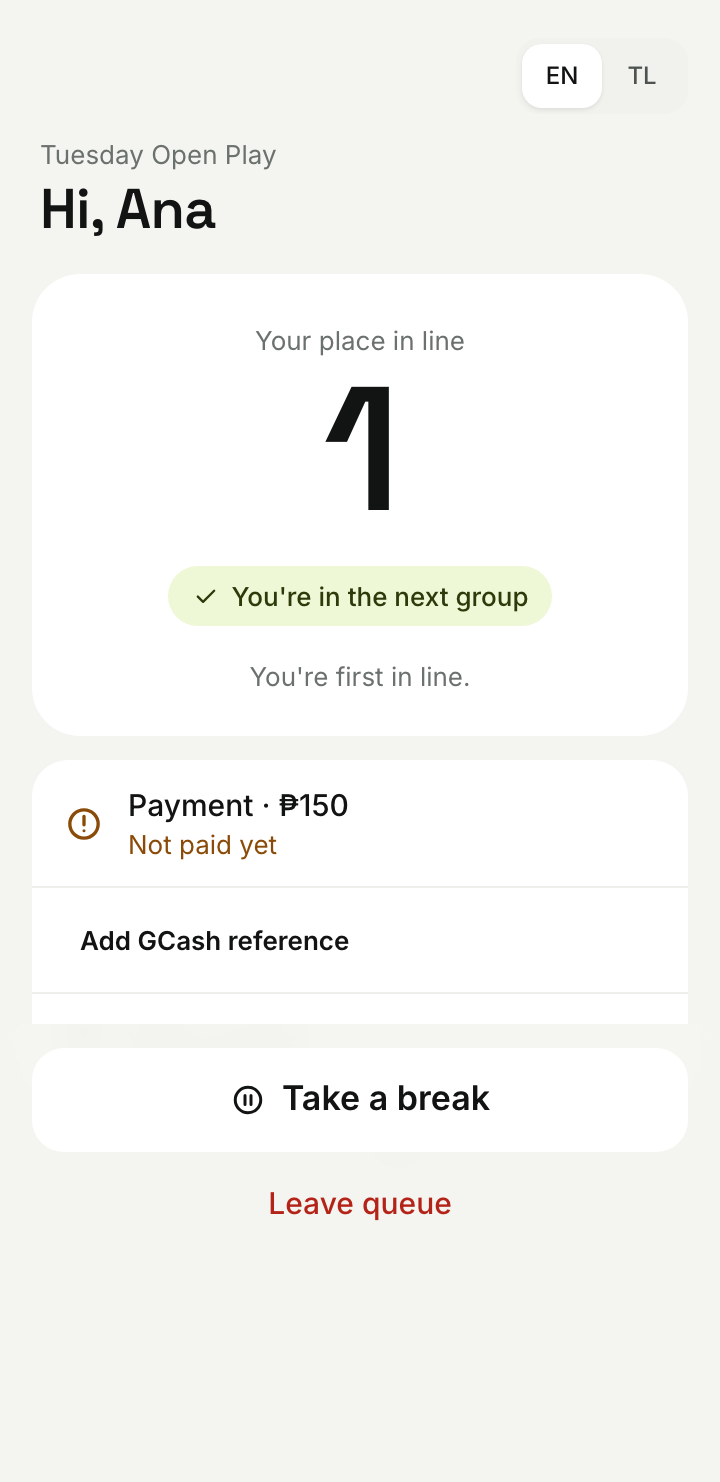 EN TL
Tuesday Open Play
Hi, Ana
Your place in line
1
You're in the next group
You're first in line.
Payment · ₱150
Not paid yet
Add GCash reference
Take a break
Leave queue